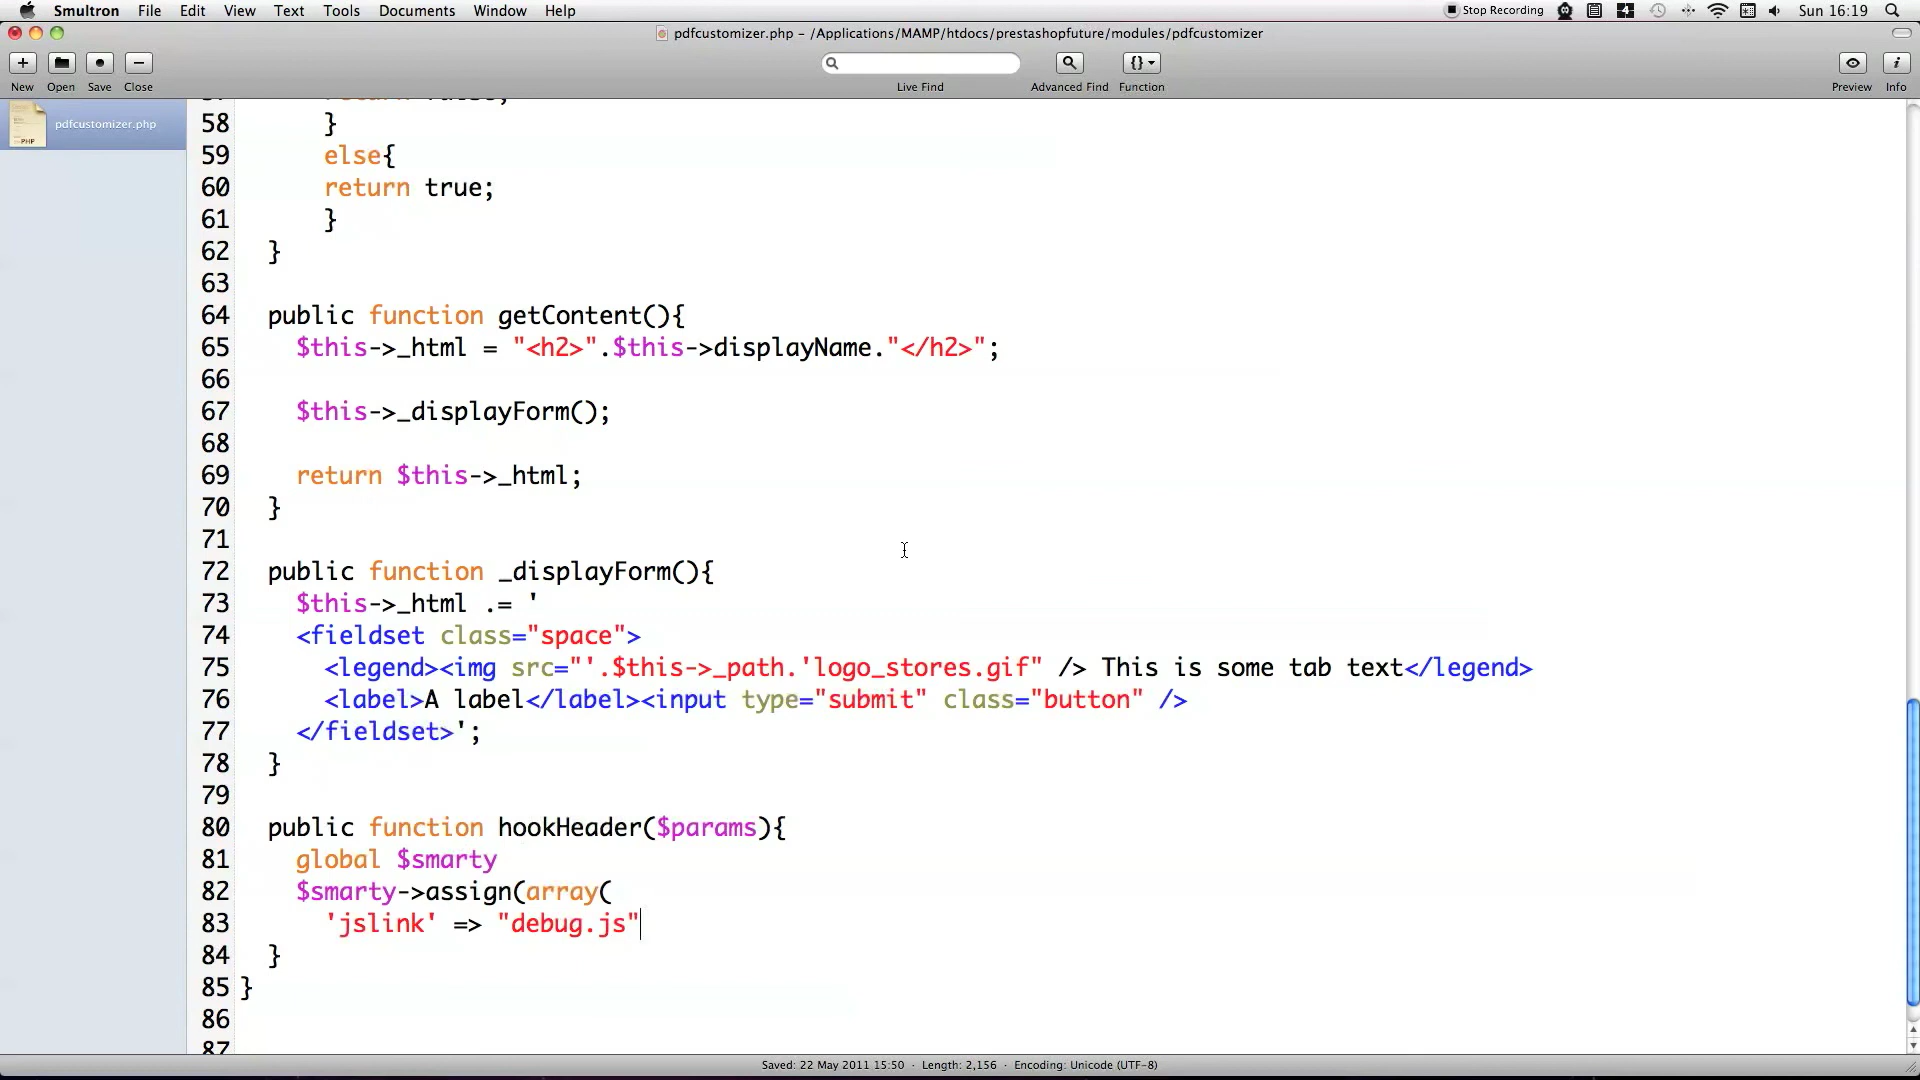 Smultron File Edit View Text Tools Documents Window Help Stop Recording 4 Sun 16:19
pdfcustomizer.php – /Applications/MAMP/htdocs/prestashopfuture/modules/pdfcustomizer
New Open Save Close Live Find Advanced Find {} Function Preview i Info
PHP pdfcustomizer.php
58 }
59 else{
60 return true;
61 }
62 }
63
64 public function getContent(){
65 $this->_html = "<h2>".$this->displayName."</h2>";
66
67 $this->_displayForm();
68
69 return $this->_html;
70 }
71
72 public function _displayForm(){
73 $this->_html .= '
74 <fieldset class="space">
75 <legend><img src="'.$this->_path.'logo_stores.gif" /> This is some tab text</legend>
76 <label>A label</label><input type="submit" class="button" />
77 </fieldset>';
78 }
79
80 public function hookHeader($params){
81 global $smarty
82 $smarty->assign(array(
83 'jslink' => "debug.js"
84 }
85 }
86
87
Saved: 22 May 2011 15:50 · Length: 2,156 · Encoding: Unicode (UTF-8)